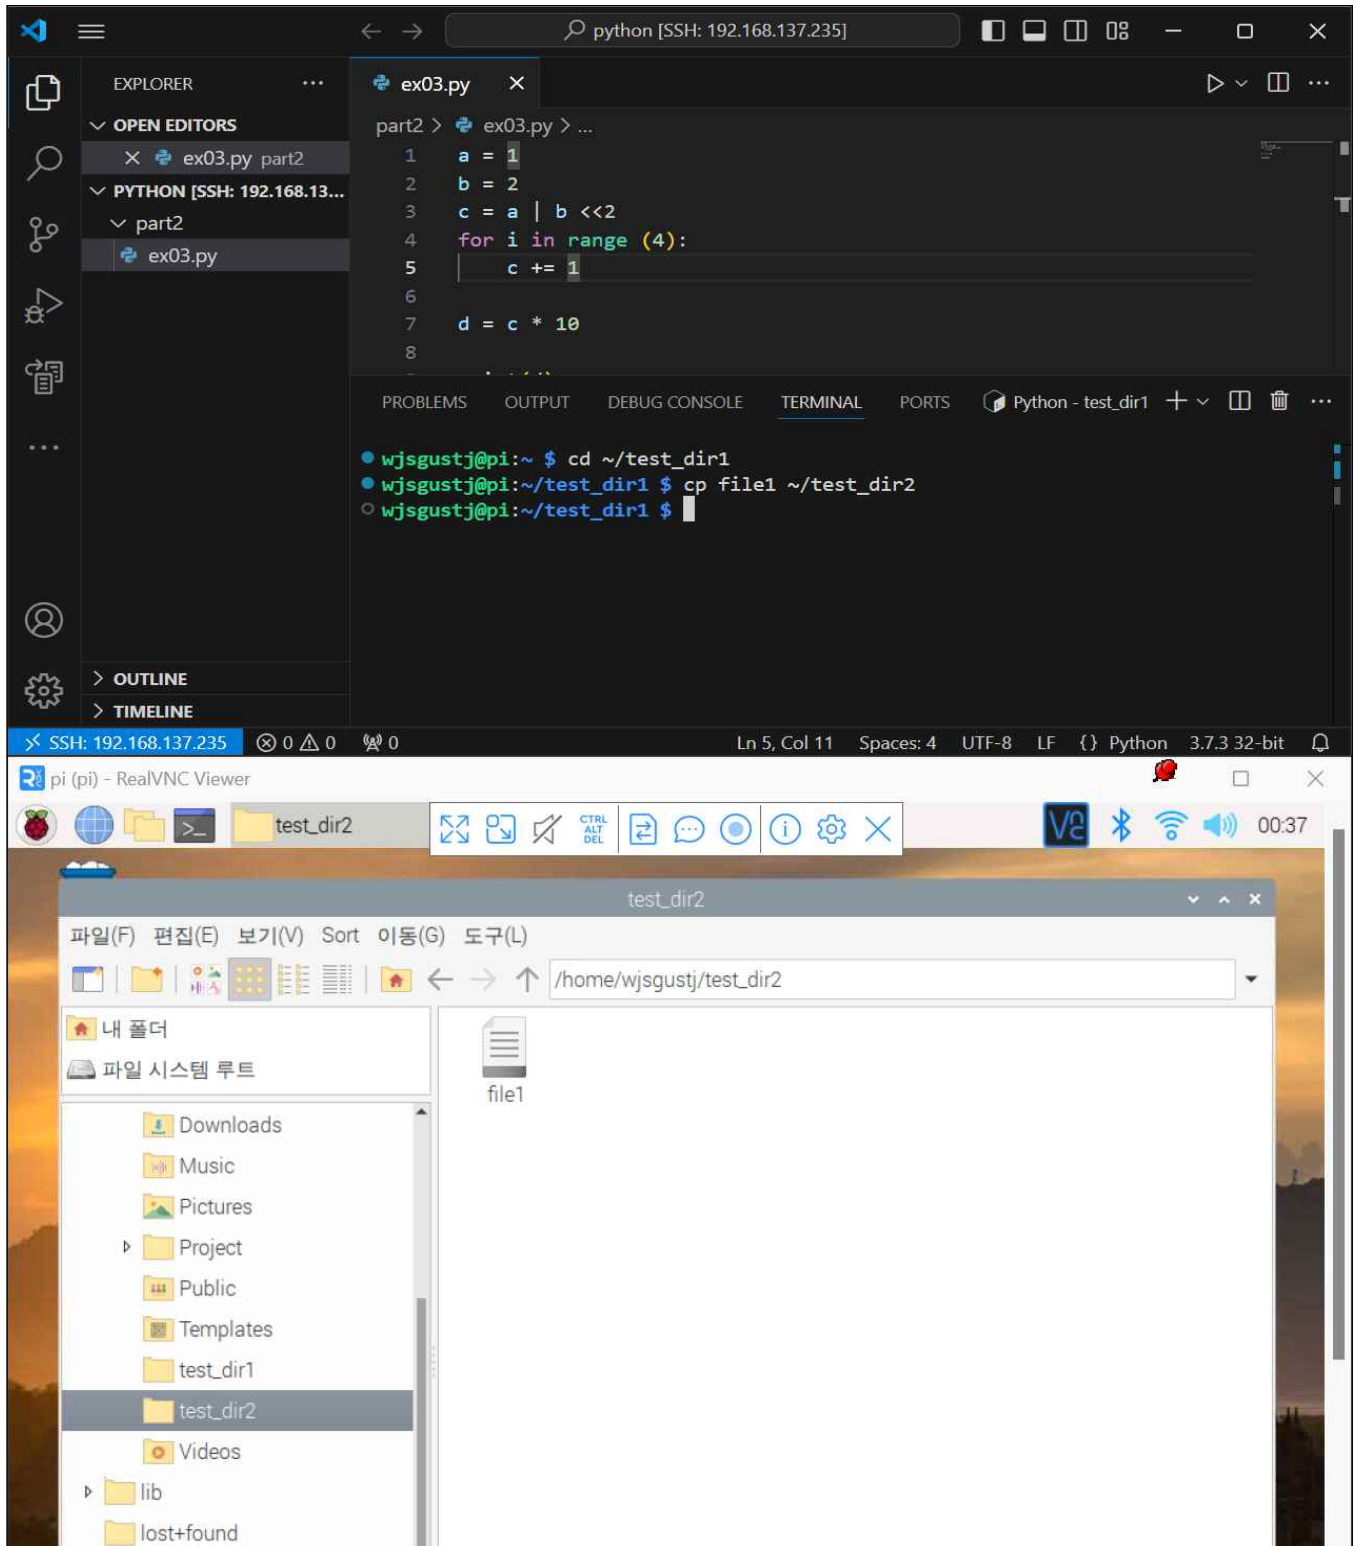 python [SSH: 192.168.137.235]
EXPLORER
ex03.py
OPEN EDITORS
ex03.py part2
PYTHON [SSH: 192.168.13...
part2
ex03.py
part2 > ex03.py > ...
1 a = 1
2 b = 2
3 c = a | b <<2
4 for i in range (4):
5 c += 1
6
7 d = c * 10
8
PROBLEMS OUTPUT DEBUG CONSOLE TERMINAL PORTS Python - test_dir1
wjsgustj@pi:~ $ cd ~/test_dir1
wjsgustj@pi:~/test_dir1 $ cp file1 ~/test_dir2
wjsgustj@pi:~/test_dir1 $
OUTLINE
TIMELINE
SSH: 192.168.137.235 0 0 0 Ln 5, Col 11 Spaces: 4 UTF-8 LF {} Python 3.7.3 32-bit
pi (pi) - RealVNC Viewer
test_dir2
CTRL
ALT
DEL
00:37
test_dir2
파일(F) 편집(E) 보기(V) Sort 이동(G) 도구(L)
/home/wjsgustj/test_dir2
내 폴더
파일 시스템 루트
file1
Downloads
Music
Pictures
Project
Public
Templates
test_dir1
test_dir2
Videos
lib
lost+found